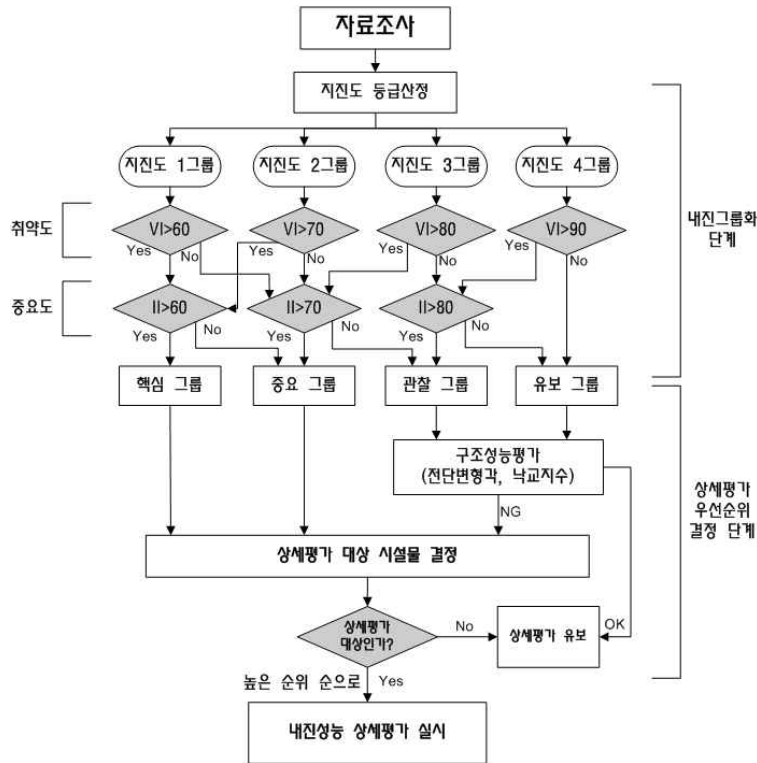 자료조사
지진도 등급산정
지진도 1그룹
지진도 2그룹
지진도 3그룹
지진도 4그룹
취약도
VI>60
VI>70
VI>80
VI>90
Yes
No
Yes
No
Yes
No
Yes
No
내진그룹화
단계
중요도
II>60
II>70
II>80
Yes
No
Yes
No
Yes
No
핵심 그룹
중요 그룹
관찰 그룹
유보 그룹
구조성능평가
(전단변형각, 낙교지수)
NG
상세평가
우선순위
결정 단계
상세평가 대상 시설물 결정
상세평가
대상인가?
No
상세평가 유보
OK
높은 순위 순으로
Yes
내진성능 상세평가 실시